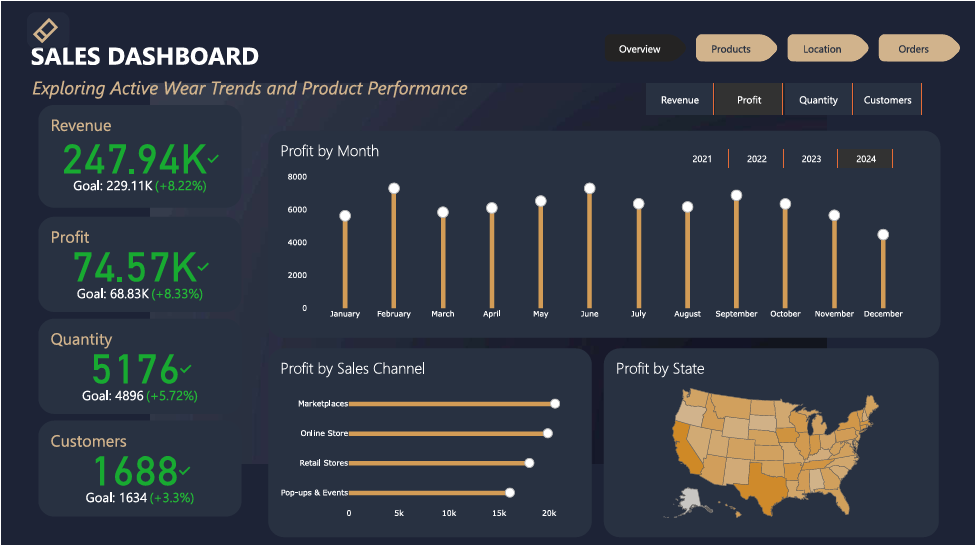 SALES DASHBOARD
Exploring Active Wear Trends and Product Performance
Overview
Products
Location
Orders
Revenue
Profit
Quantity
Customers
Revenue
247.94K✓
Goal: 229.11K (+8.22%)
Profit
74.57K✓
Goal: 68.83K (+8.33%)
Quantity
5176✓
Goal: 4896 (+5.72%)
Customers
1688✓
Goal: 1634 (+3.3%)
Profit by Month
2021
2022
2023
2024
8000
6000
4000
2000
0
January February March April May June July August September October November December
Profit by Sales Channel
Marketplaces
Online Store
Retail Stores
Pop-ups & Events
0 5k 10k 15k 20k
Profit by State